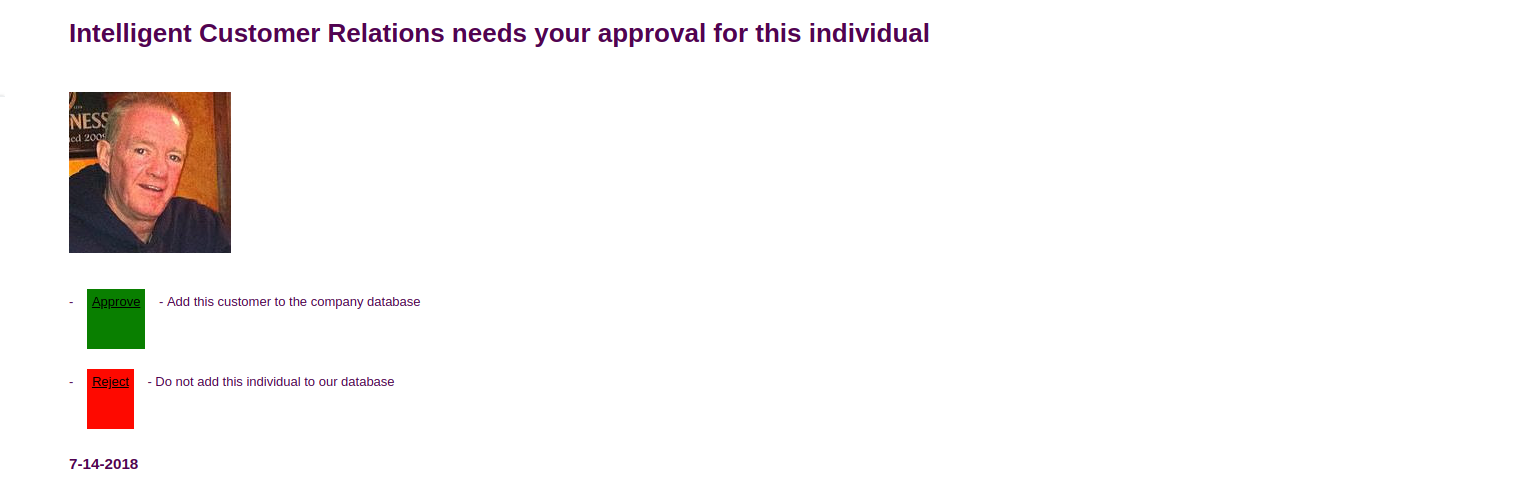 Intelligent Customer Relations needs your approval for this individual
NESS
ed 2009
- Approve - Add this customer to the company database
- Reject - Do not add this individual to our database
7-14-2018